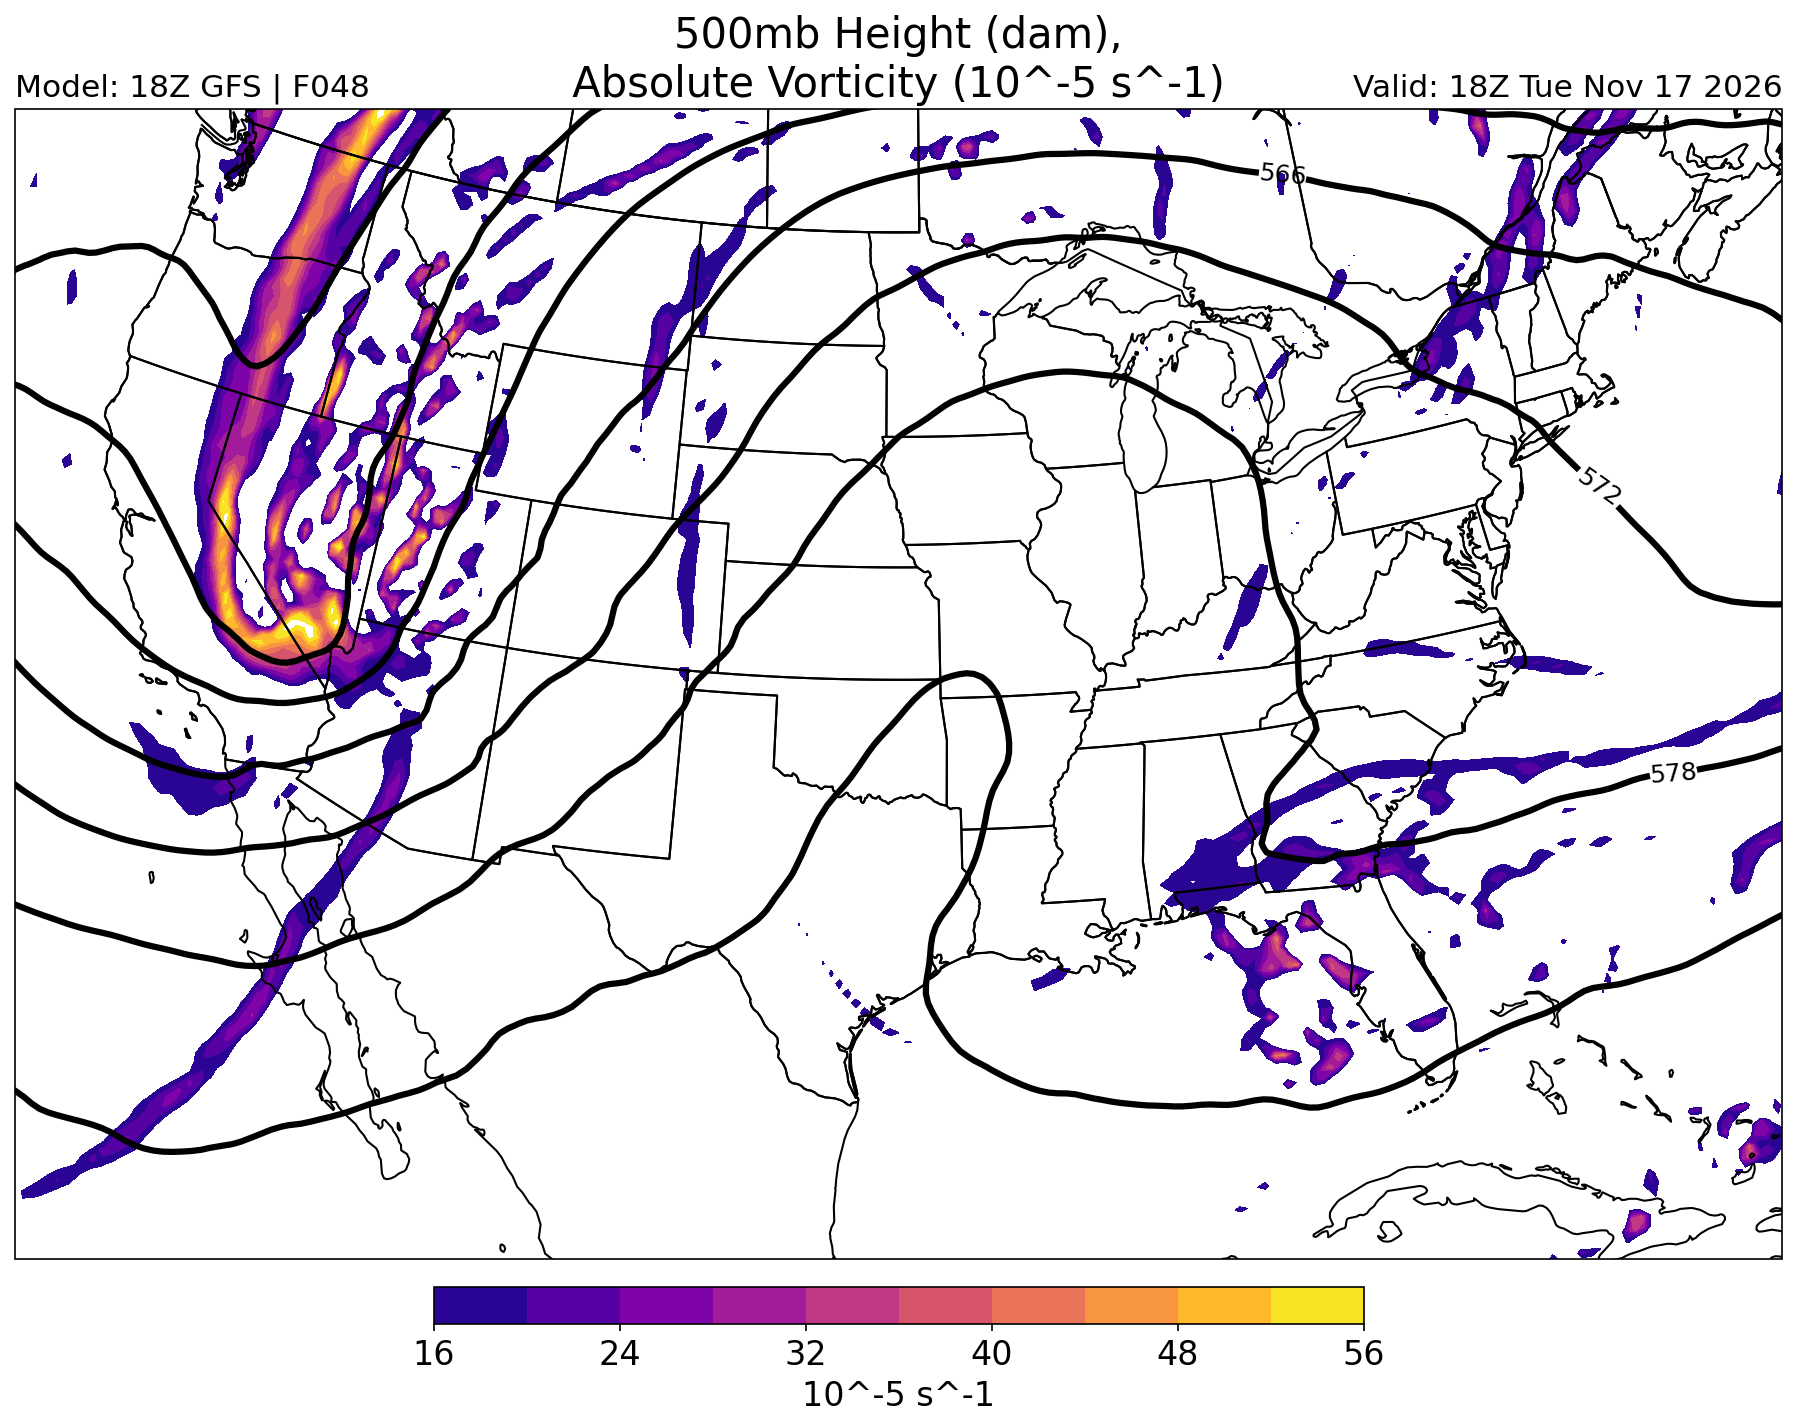 500mb Height (dam),
Model: 18Z GFS | F048
Absolute Vorticity (10^-5 s^-1)
Valid: 18Z Tue Nov 17 2026
566
572
578
16 24 32 40 48 56
10^-5 s^-1